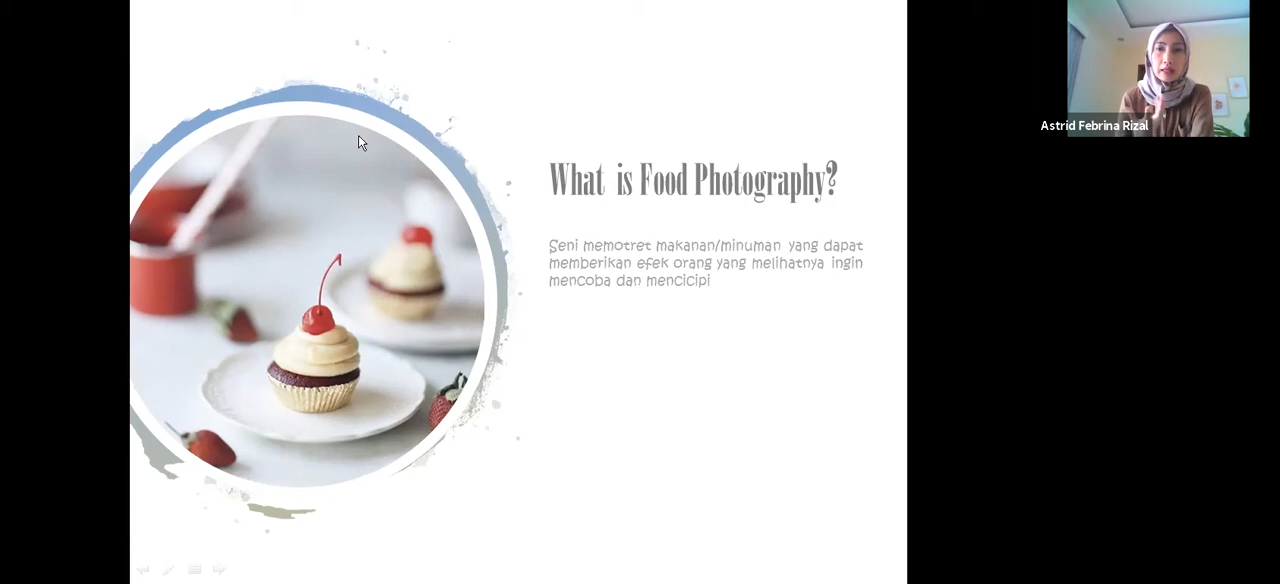 What is Food Photography?
Seni memotret makanan/minuman yang dapat
memberikan efek orang yang melihatnya ingin
mencoba dan mencicipi
Astrid Febrina Rizal